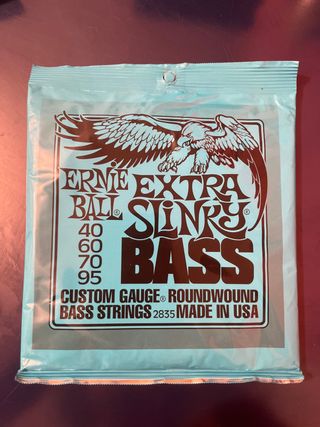 ERNIE BALL®
EXTRA SLINKY®
BASS
40
60
70
95
CUSTOM GAUGE® ROUNDWOUND
BASS STRINGS 2835 MADE IN USA